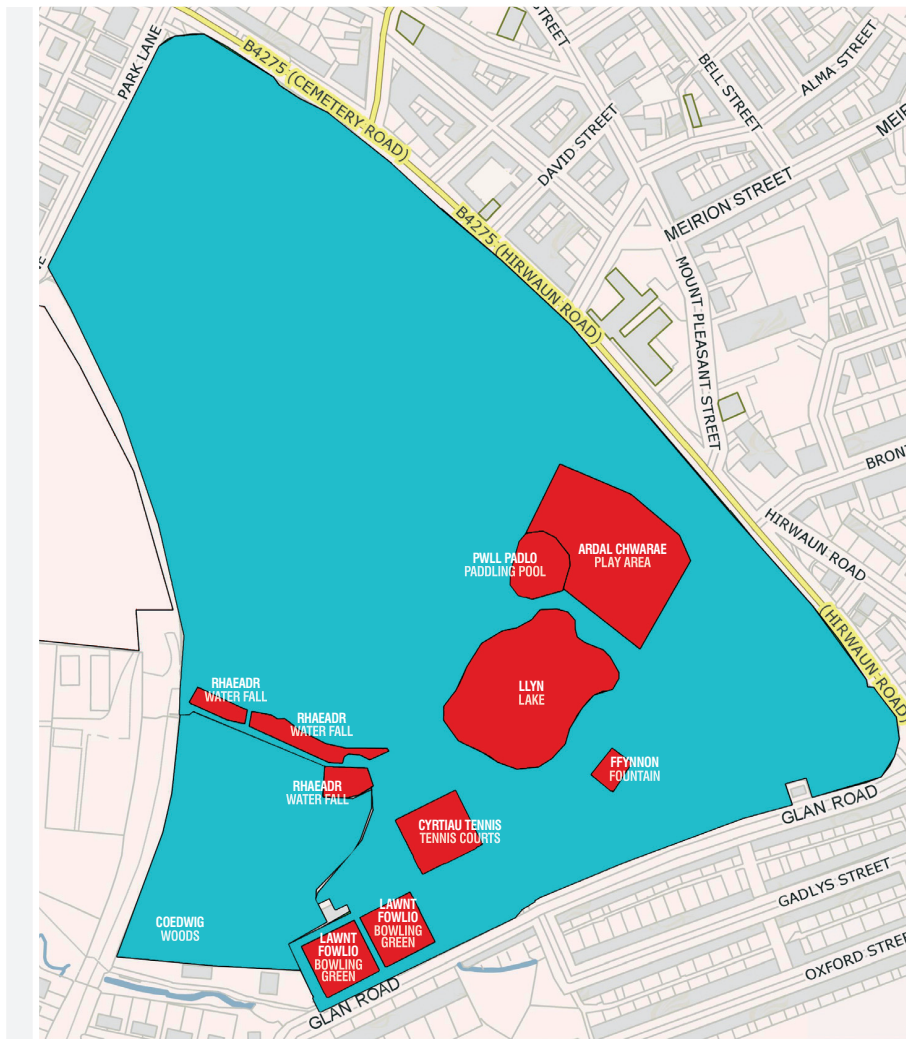 PARK LANE
B4275 (CEMETERY ROAD)
STREET
BELL STREET
ALMA STREET
DAVID STREET
MEIRION STREET
B4275 (HIRWAUN ROAD)
MOUNT PLEASANT STREET
HIRWAUN ROAD
(HIRWAUN ROAD)
PWLL PADLO
PADDLING POOL
ARDAL CHWARAE
PLAY AREA
RHAEADR
WATER FALL
RHAEADR
WATER FALL
RHAEADR
WATER FALL
LLYN
LAKE
FFYNNON
FOUNTAIN
CYRTIAU TENNIS
TENNIS COURTS
GLAN ROAD
GADLYS STREET
OXFORD STREE
COEDWIG
WOODS
LAWNT
FOWLIO
BOWLING
GREEN
LAWNT
FOWLIO
BOWLING
GREEN
GLAN ROAD